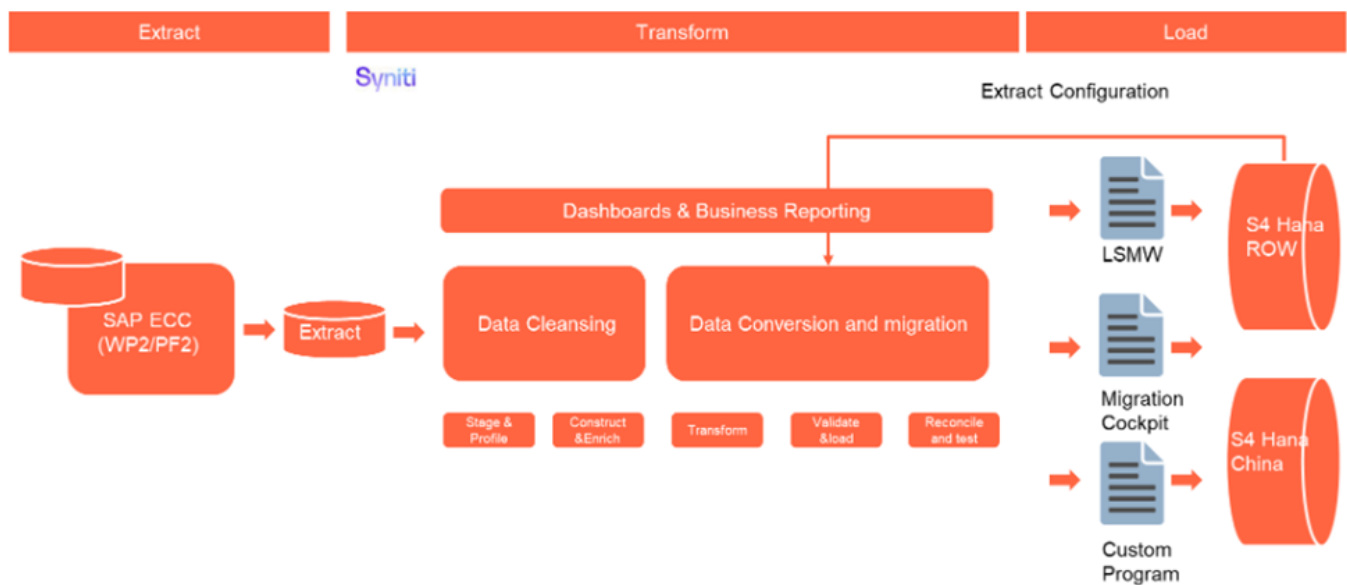 Extract
Transform
Load
Syniti
Extract Configuration
Dashboards & Business Reporting
SAP ECC
(WP2/PF2)
Extract
Data Cleansing
Data Conversion and migration
Stage &
Profile
Construct
&Enrich
Transform
Validate
&load
Reconcile
and test
LSMW
Migration
Cockpit
Custom
Program
S4 Hana
ROW
S4 Hana
China